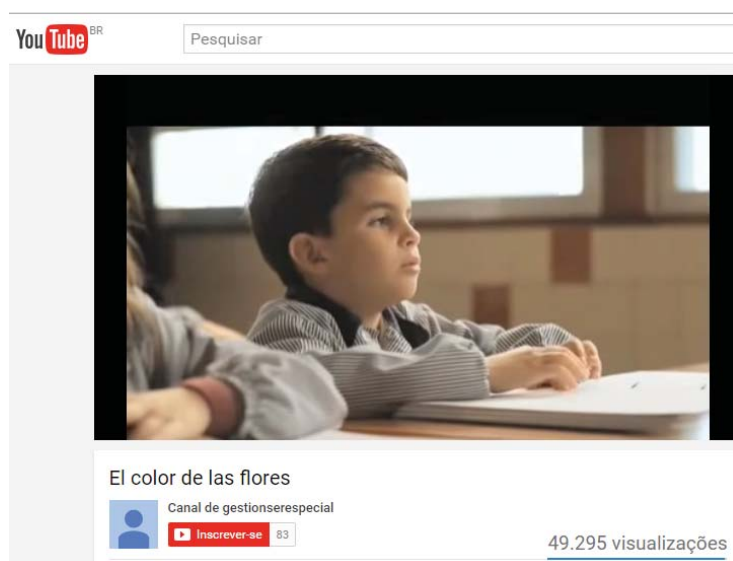 YouTube BR
Pesquisar
El color de las flores
Canal de gestionserespecial
Inscrever-se 83
49.295 visualizações